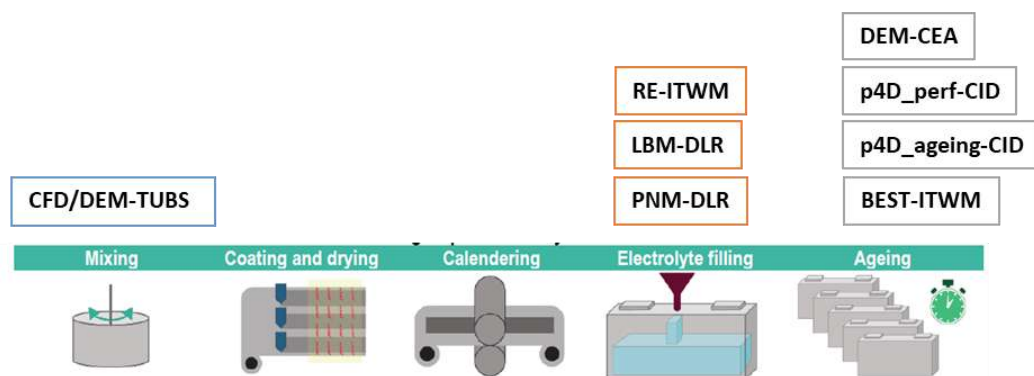 DEM-CEA
RE-ITWM
p4D_perf-CID
LBM-DLR
p4D_ageing-CID
CFD/DEM-TUBS
PNM-DLR
BEST-ITWM
Mixing
Coating and drying
Calendering
Electrolyte filling
Ageing